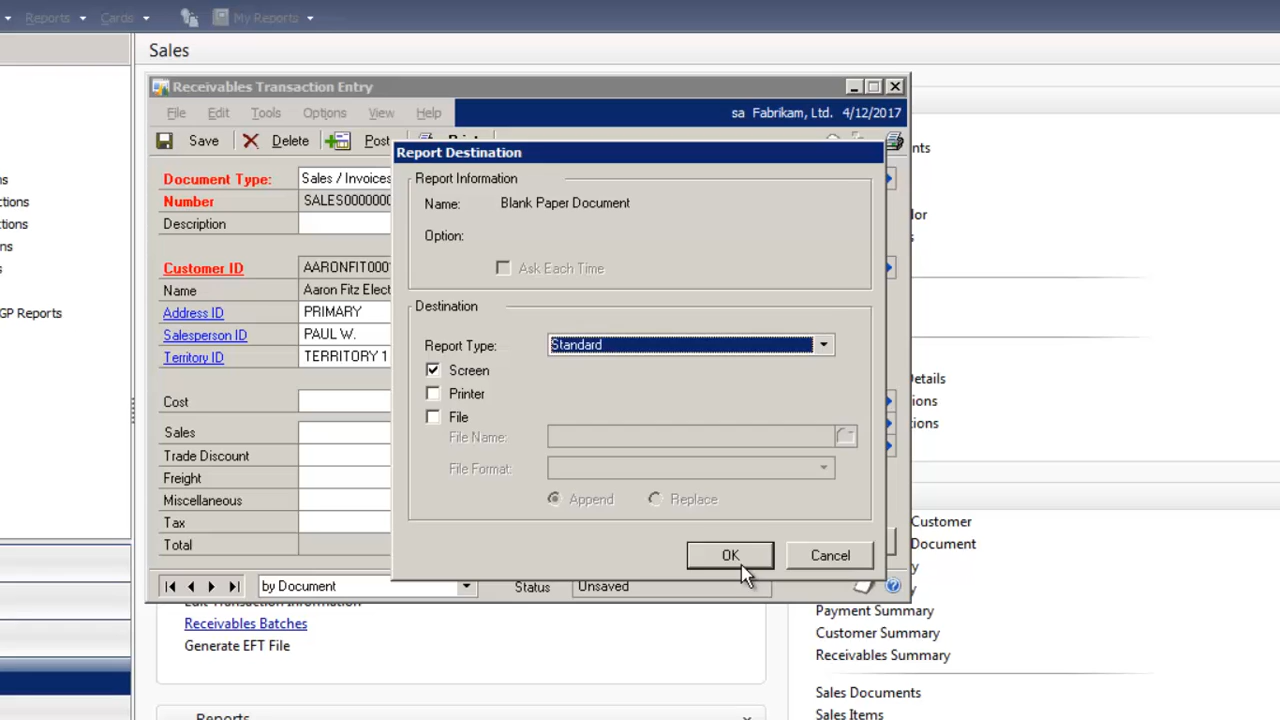 Reports Cards My Reports
Sales
Receivables Transaction Entry
File Edit Tools Options View Help
sa Fabrikam, Ltd. 4/12/2017
Save Delete Post
Report Destination
Report Information
Name: Blank Paper Document
Option:
Ask Each Time
Destination
Report Type: Standard
Screen
Printer
File
File Name:
File Format:
Append Replace
OK Cancel
Document Type: Sales / Invoices
Number SALES0000000
Description
Customer ID AARONFIT000
Name Aaron Fitz Elect
Address ID PRIMARY
Salesperson ID PAUL W.
Territory ID TERRITORY 1
Cost
Sales
Trade Discount
Freight
Miscellaneous
Tax
Total
by Document Status Unsaved
Receivables Batches
Generate EFT File
Reports
GP Reports
Customer
Document
Payment Summary
Customer Summary
Receivables Summary
Sales Documents
Sales Items